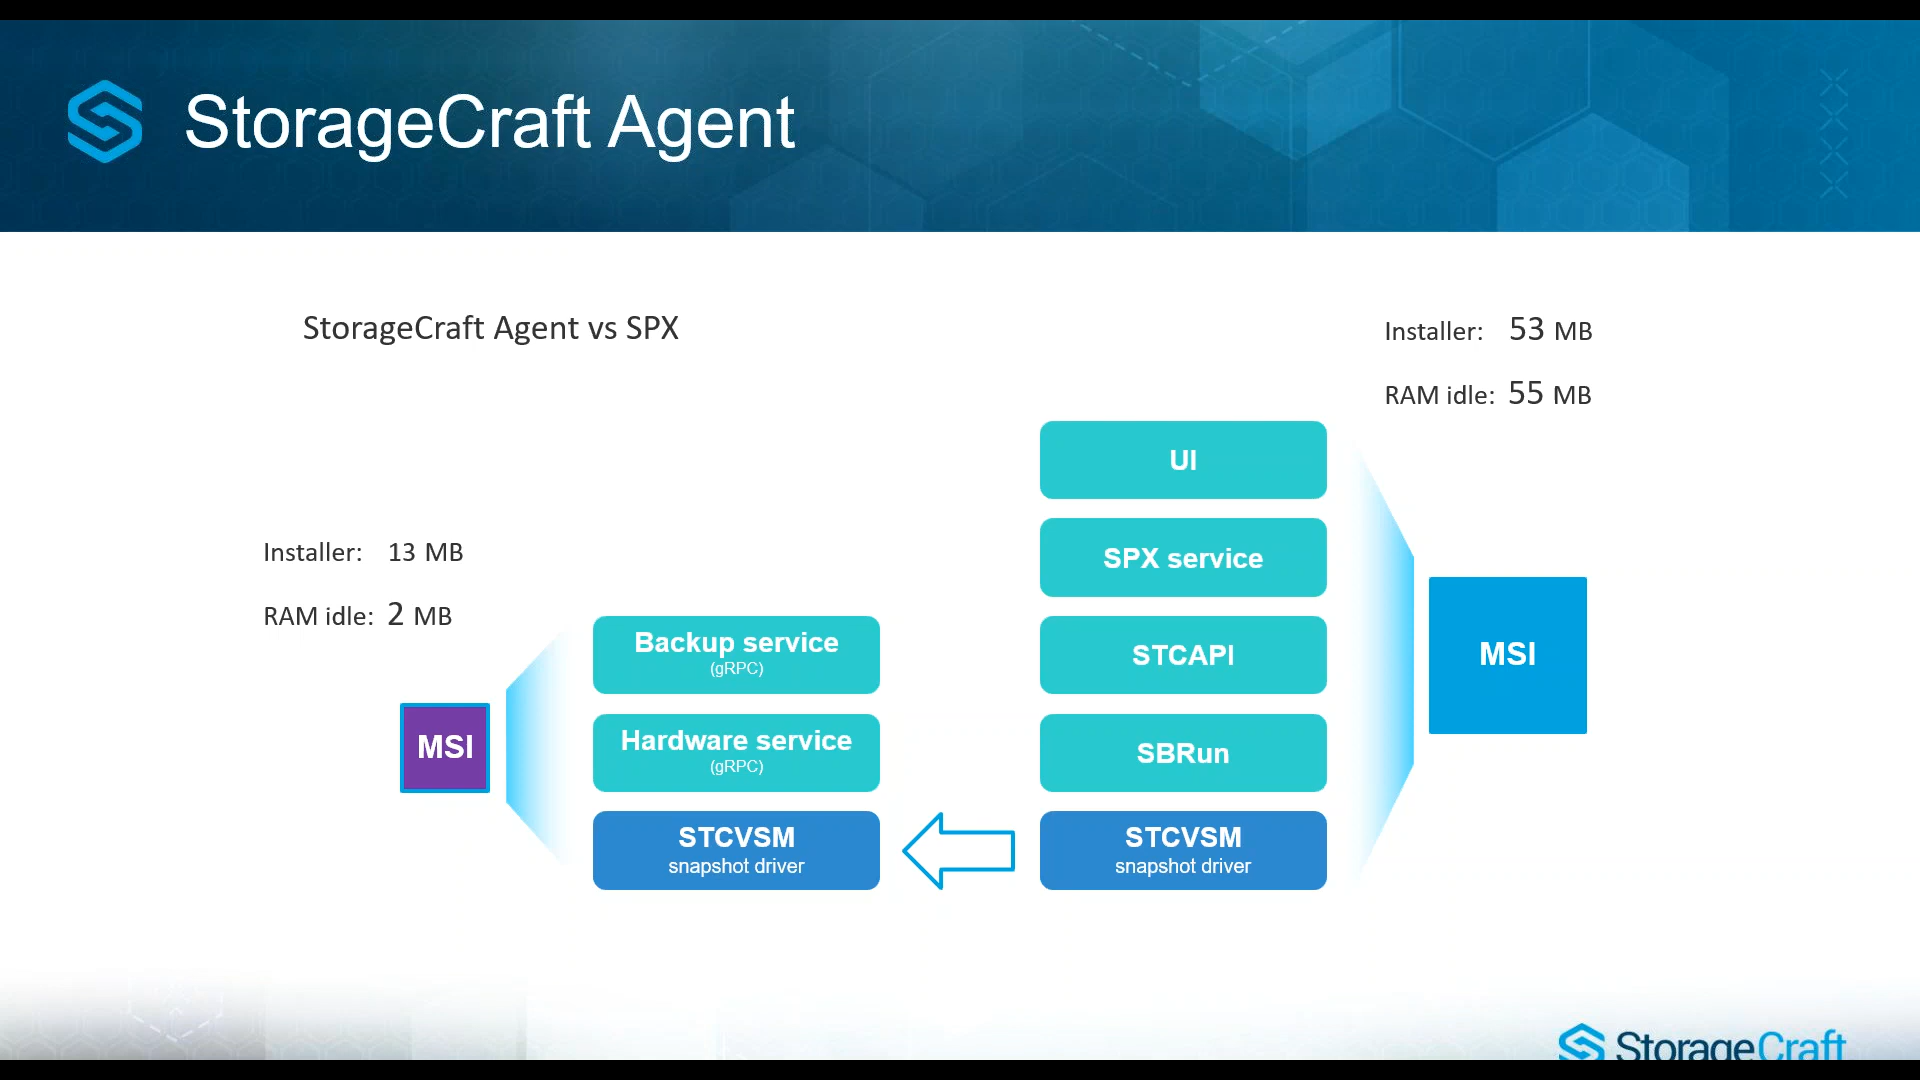 StorageCraft Agent
StorageCraft Agent vs SPX
Installer: 53 MB
RAM idle: 55 MB
UI
SPX service
Installer: 13 MB
RAM idle: 2 MB
Backup service
(gRPC)
STCAPI
MSI
MSI
Hardware service
(gRPC)
SBRun
STCVSM
snapshot driver
STCVSM
snapshot driver
StorageCraft